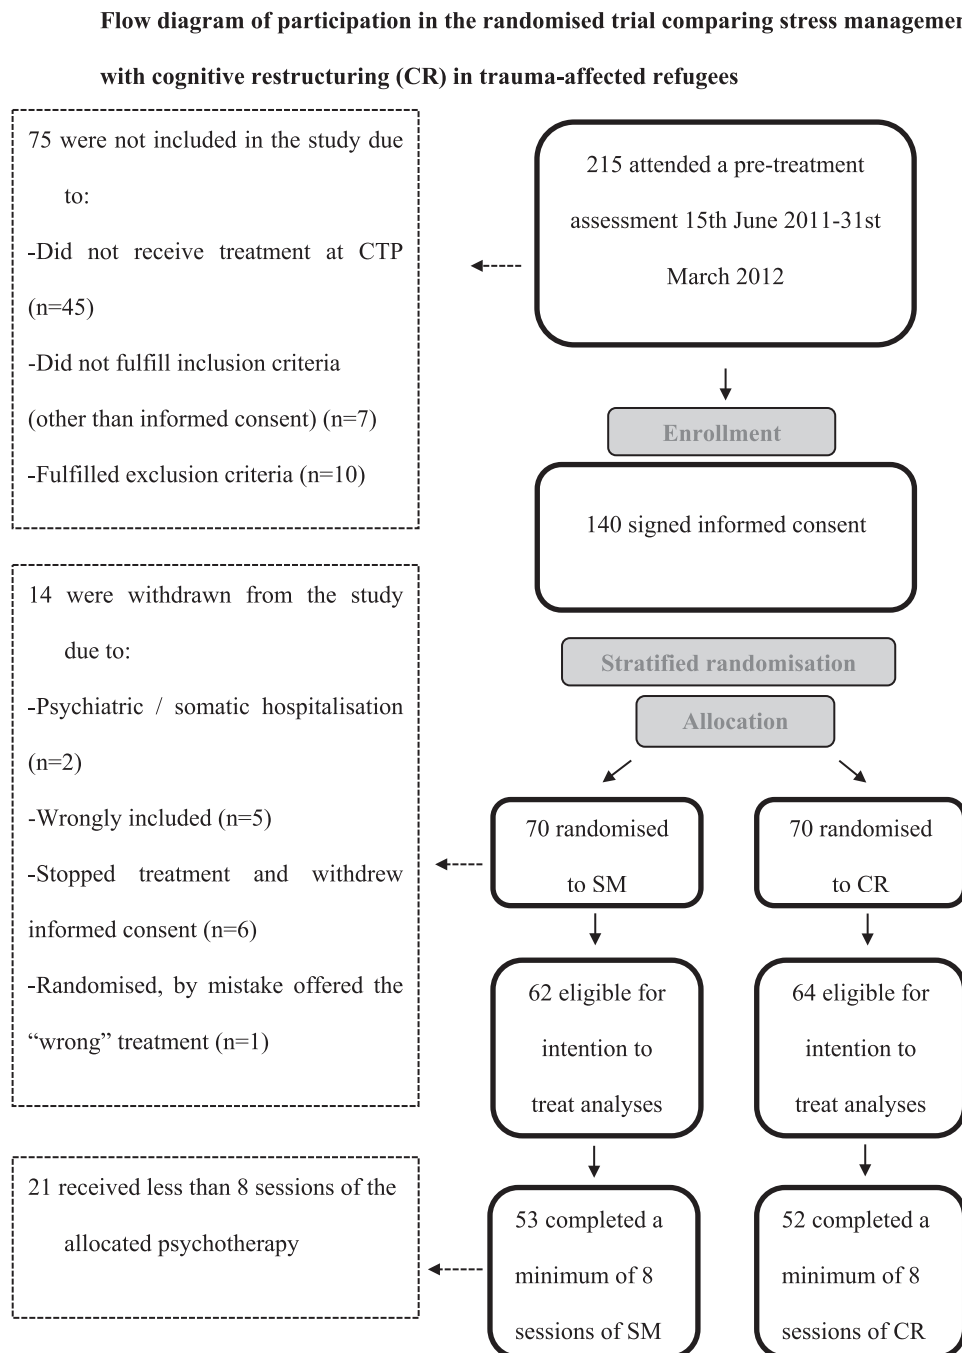 Flow diagram of participation in the randomised trial comparing stress managemen
with cognitive restructuring (CR) in trauma-affected refugees
75 were not included in the study due
to:
-Did not receive treatment at CTP
(n=45)
-Did not fulfill inclusion criteria
(other than informed consent) (n=7)
-Fulfilled exclusion criteria (n=10)
215 attended a pre-treatment
assessment 15th June 2011-31st
March 2012
Enrollment
140 signed informed consent
14 were withdrawn from the study
due to:
-Psychiatric / somatic hospitalisation
(n=2)
-Wrongly included (n=5)
-Stopped treatment and withdrew
informed consent (n=6)
-Randomised, by mistake offered the
“wrong” treatment (n=1)
Stratified randomisation
Allocation
70 randomised
to SM
70 randomised
to CR
62 eligible for
intention to
treat analyses
64 eligible for
intention to
treat analyses
21 received less than 8 sessions of the
allocated psychotherapy
53 completed a
minimum of 8
sessions of SM
52 completed a
minimum of 8
sessions of CR